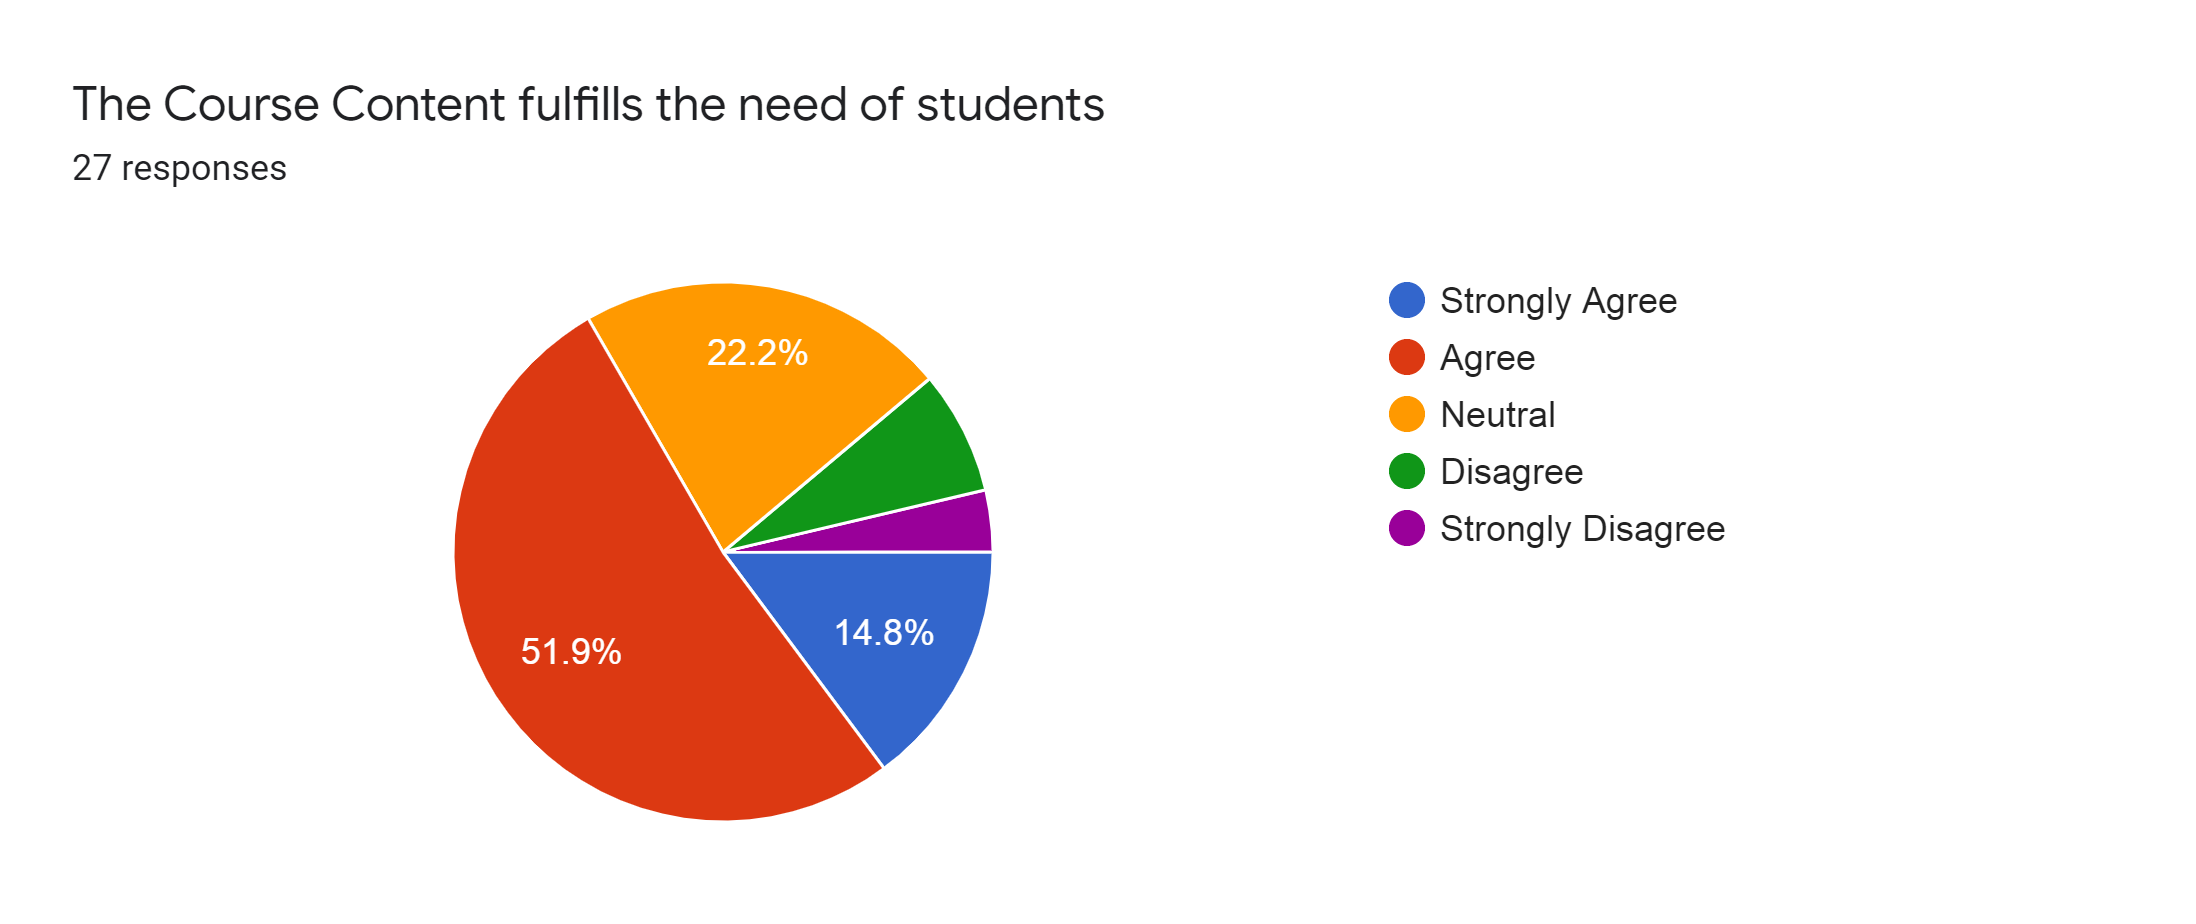 The Course Content fulfills the need of students
27 responses
22.2%
51.9%
14.8%
Strongly Agree
Agree
Neutral
Disagree
Strongly Disagree